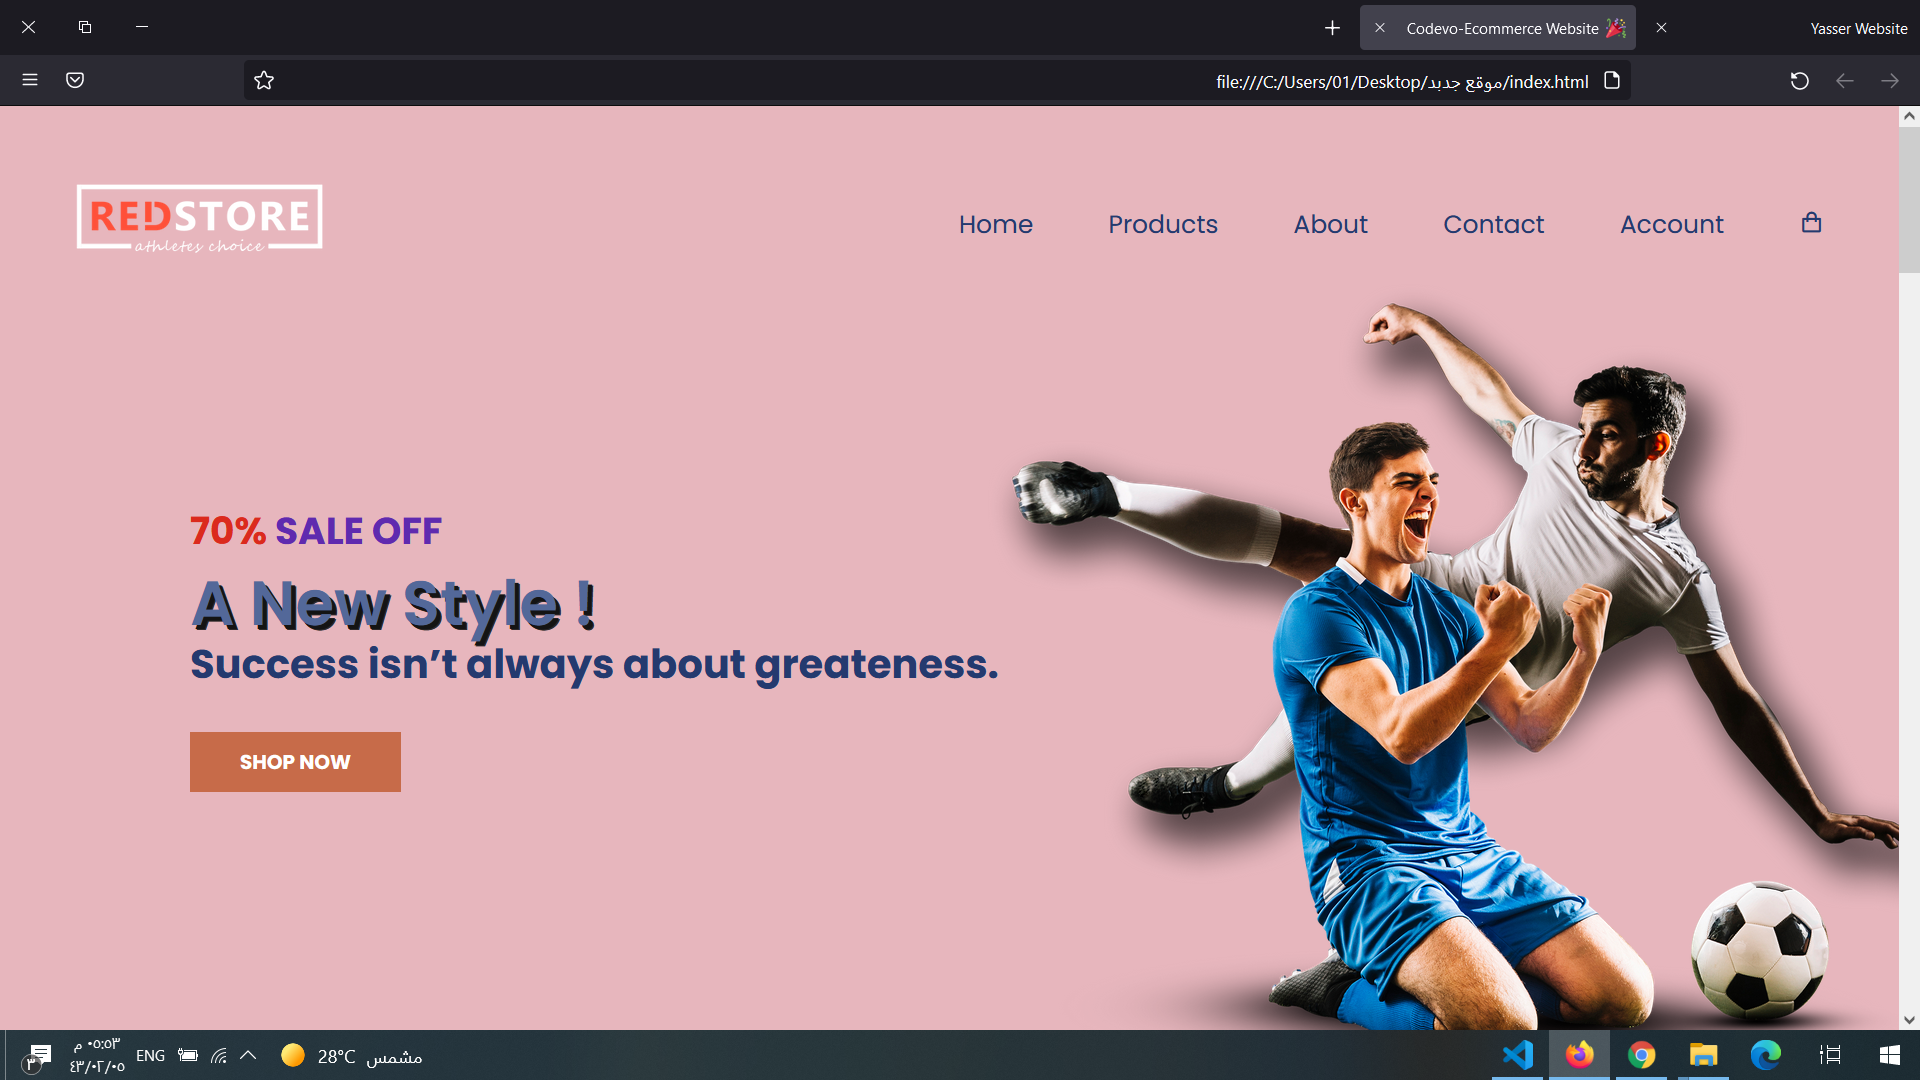 Codevo-Ecommerce Website 🎉
Yasser Website
file:///C:/Users/01/Desktop/موقع جديد/index.html
REDSTORE
athletes choice
Home
Products
About
Contact
Account
70% SALE OFF
A New Style !
Success isn’t always about greateness.
SHOP NOW
٣
٠٥:٥٣ م
٤٣/٠٢/٠٥
ENG
28°C مشمس